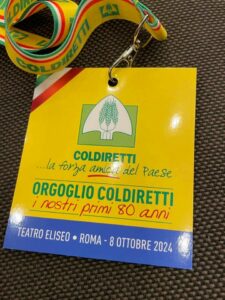 COLDIRETTI
COLDIRETTI
...la forza amica del Paese
ORGOGLIO COLDIRETTI
i nostri primi 80 anni
TEATRO ELISEO • ROMA - 8 OTTOBRE 2024